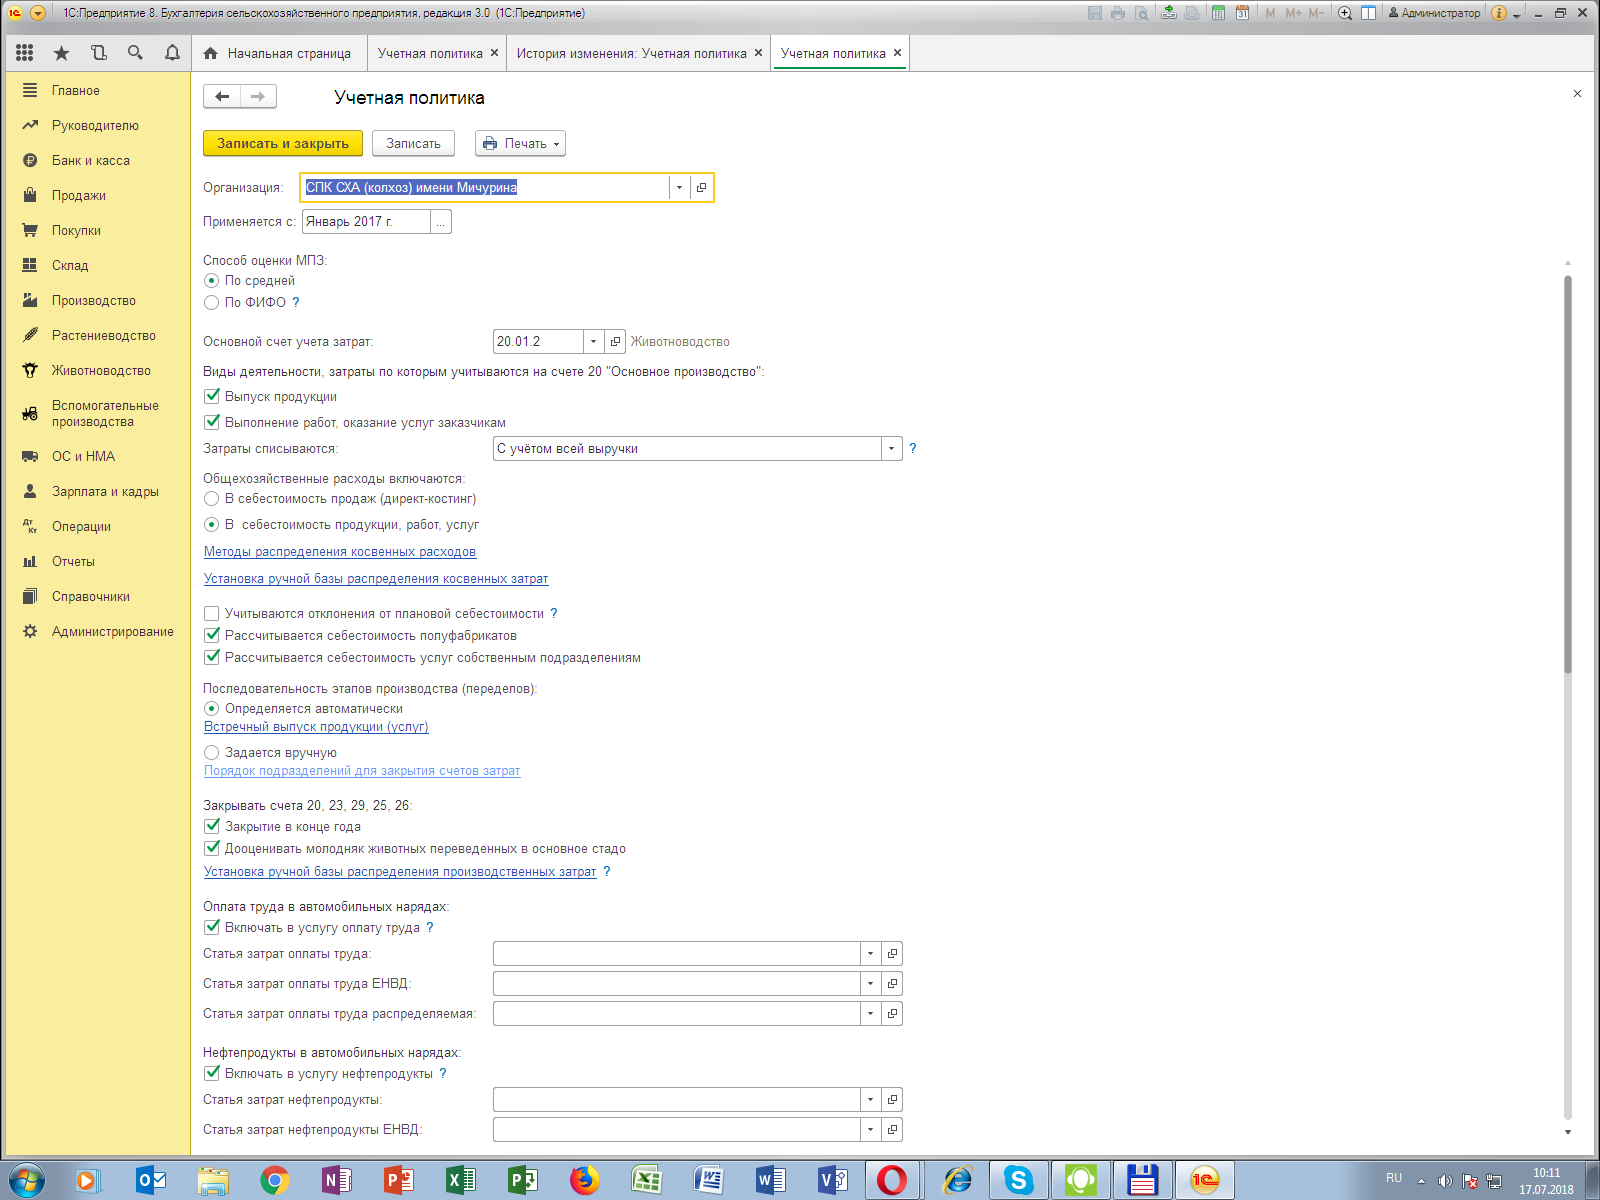 1С:Предприятие 8. Бухгалтерия сельскохозяйственного предприятия, редакция 3.0 (1С:Предприятие)
M M+ M- Администратор
Начальная страница
Учетная политика
История изменения: Учетная политика
Учетная политика
Главное
Руководителю
Банк и касса
Продажи
Покупки
Склад
Производство
Растениеводство
Животноводство
Вспомогательные
производства
ОС и НМА
Зарплата и кадры
Операции
Отчеты
Справочники
Администрирование
Учетная политика
Записать и закрыть Записать Печать
Организация: СПК СХА (колхоз) имени Мичурина
Применяется с: Январь 2017 г. ...
Способ оценки МПЗ:
По средней
По ФИФО ?
Основной счет учета затрат: 20.01.2 Животноводство
Виды деятельности, затраты по которым учитываются на счете 20 "Основное производство":
Выпуск продукции
Выполнение работ, оказание услуг заказчикам
Затраты списываются: С учётом всей выручки ?
Общехозяйственные расходы включаются:
В себестоимость продаж (директ-костинг)
В себестоимость продукции, работ, услуг
Методы распределения косвенных расходов
Установка ручной базы распределения косвенных затрат
Учитываются отклонения от плановой себестоимости ?
Рассчитывается себестоимость полуфабрикатов
Рассчитывается себестоимость услуг собственным подразделениям
Последовательность этапов производства (переделов):
Определяется автоматически
Встречный выпуск продукции (услуг)
Задается вручную
Порядок подразделений для закрытия счетов затрат
Закрывать счета 20, 23, 29, 25, 26:
Закрытие в конце года
Дооценивать молодняк животных переведенных в основное стадо
Установка ручной базы распределения производственных затрат ?
Оплата труда в автомобильных нарядах:
Включать в услугу оплату труда ?
Статья затрат оплаты труда:
Статья затрат оплаты труда ЕНВД:
Статья затрат оплаты труда распределяемая:
Нефтепродукты в автомобильных нарядах:
Включать в услугу нефтепродукты ?
Статья затрат нефтепродукты:
Статья затрат нефтепродукты ЕНВД:
RU
10:11
17.07.2018